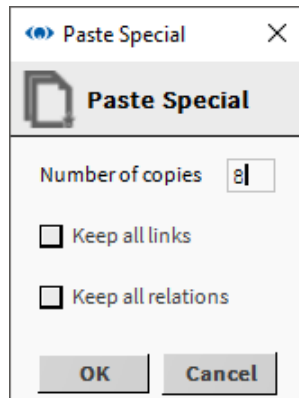 Paste Special
Paste Special
Number of copies 8
Keep all links
Keep all relations
OK Cancel